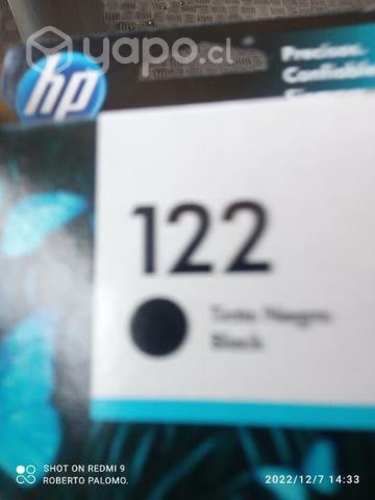 yapo.cl
hp
Precisos.
Confiables
122
Tinta Negra
Black
SHOT ON REDMI 9
ROBERTO PALOMO.
2022/12/7 14:33